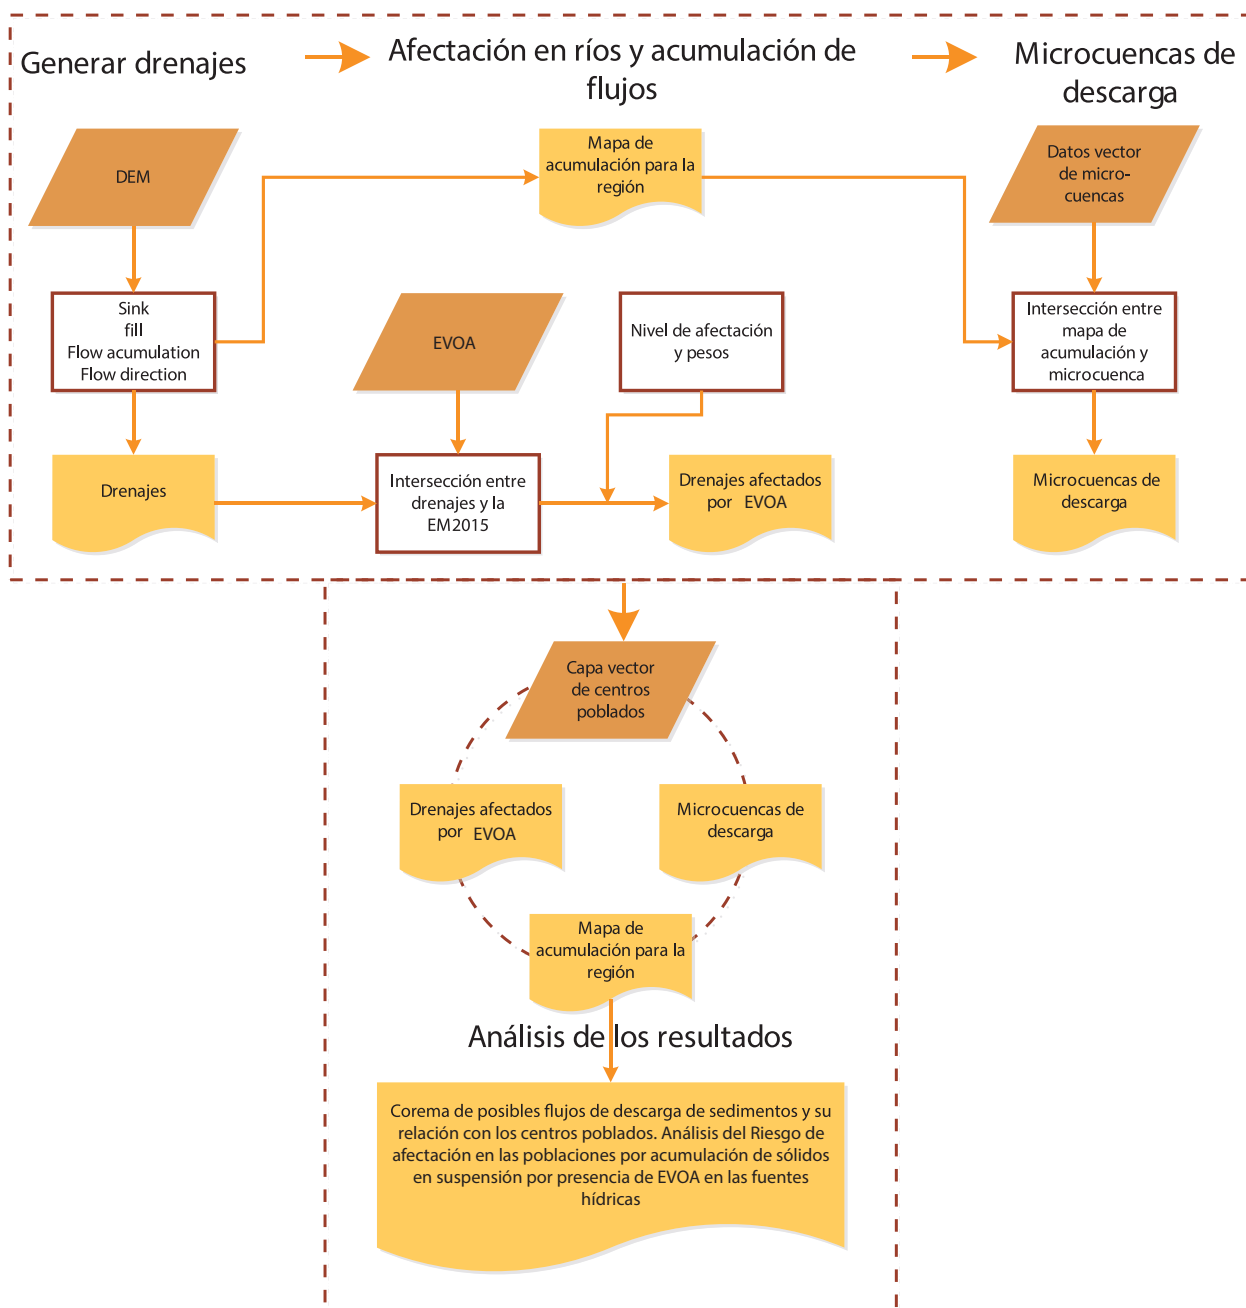 Generar drenajes
Afectación en ríos y acumulación de
flujos
Microcuencas de
descarga
DEM
Mapa de
acumulación para la
región
Datos vector
de micro-
cuencas
Sink
fill
Flow acumulation
Flow direction
EVOA
Nivel de afectación
y pesos
Intersección entre
mapa de
acumulación y
microcuenca
Drenajes
Intersección entre
drenajes y la
EM2015
Drenajes afectados
por EVOA
Microcuencas de
descarga
Capa vector
de centros
poblados
Drenajes afectados
por EVOA
Microcuencas de
descarga
Mapa de
acumulación para la
región
Análisis de los resultados
Corema de posibles flujos de descarga de sedimentos y su
relación con los centros poblados. Análisis del Riesgo de
afectación en las poblaciones por acumulación de sólidos
en suspensión por presencia de EVOA en las fuentes
hídricas